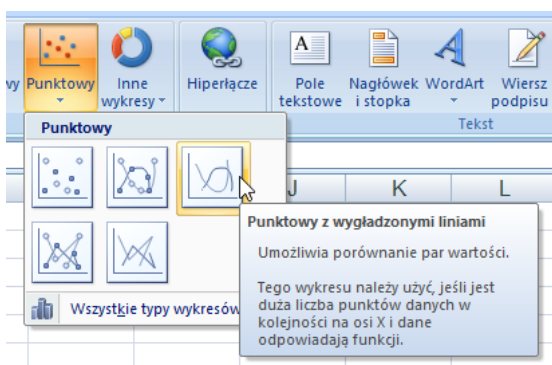 Punktowy
Inne
wykresy
Hiperłącze
Pole
tekstowe
Nagłówek
i stopka
WordArt
Wiersz
podpisu
Tekst
Punktowy
J K L
Punktowy z wygładzonymi liniami
Umożliwia porównanie par wartości.
Tego wykresu należy użyć, jeśli jest
duża liczba punktów danych w
kolejności na osi X i dane
odpowiadają funkcji.
Wszystkie typy wykresów